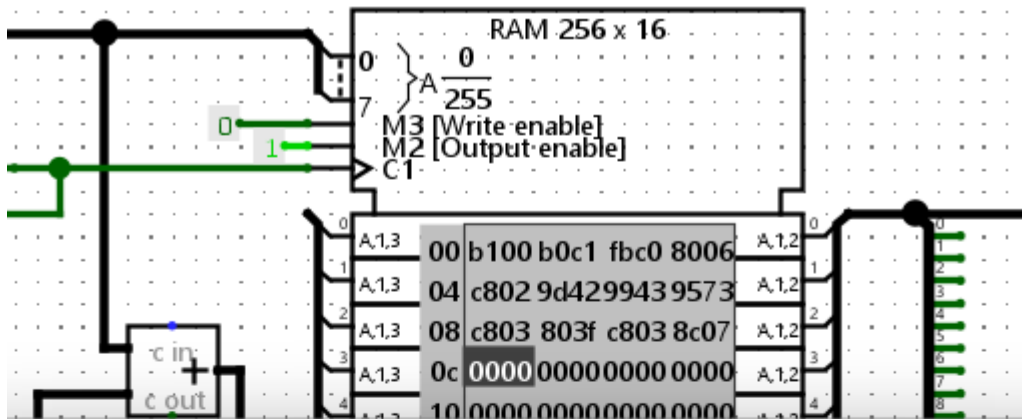 RAM 256 x 16
0
0
A
255
7
0
M3 [Write enable]
1
M2 [Output enable]
C1
0
0
0
A,1,3
00 b100 b0c1 fbc0 8006
A,1,2
1
1
1
2
A,1,3
04 c802 9d42 9943 9573
A,1,2
3
2
2
4
A,1,3
08 c803 803f c803 8c07
A,1,2
5
3
3
6
c in
A,1,3
0c 0000 0000 0000 0000
A,1,2
7
+
4
4
8
c out
10 0000 0000 0000 0000